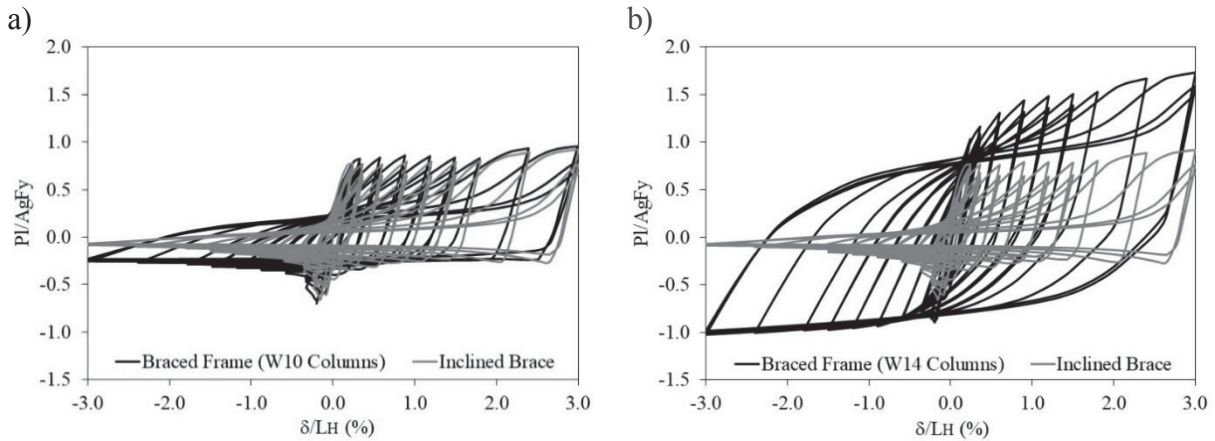 a)
2.0
1.5
1.0
0.5
0.0
-0.5
-1.0
-1.5
Pl/AgFy
-3.0 -2.0 -1.0 0.0 1.0 2.0 3.0
δ/LH (%)
Braced Frame (W10 Columns) Inclined Brace
b)
2.0
1.5
1.0
0.5
0.0
-0.5
-1.0
-1.5
Pl/AgFy
-3.0 -2.0 -1.0 0.0 1.0 2.0 3.0
δ/LH (%)
Braced Frame (W14 Columns) Inclined Brace